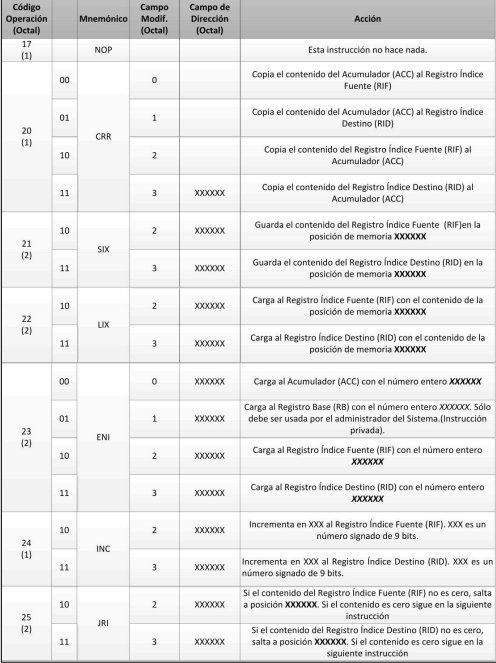 Código Operación (Octal) Mnemónico Campo Modif. (Octal) Campo de Dirección (Octal) Acción
17 (1) NOP Esta instrucción no hace nada.
20 (1) CRR
00 0 Copia el contenido del Acumulador (ACC) al Registro Índice
Fuente (RIF)
01 1 Copia el contenido del Acumulador (ACC) al Registro Índice
Destino (RID)
10 2 Copia el contenido del Registro Índice Fuente (RIF) al
Acumulador (ACC)
11 3 XXXXXX Copia el contenido del Registro Índice Destino (RID) al
Acumulador (ACC)
21 (2) SIX
10 2 XXXXXX Guarda el contenido del Registro Índice Fuente (RIF)en la
posición de memoria XXXXXX
11 3 XXXXXX Guarda el contenido del Registro Índice Destino (RID) en la
posición de memoria XXXXXX
22 (2) LIX
10 2 XXXXXX Carga al Registro Índice Fuente (RIF) con el contenido de la
posición de memoria XXXXXX
11 3 XXXXXX Carga al Registro Índice Destino (RID) con el contenido de la
posición de memoria XXXXXX
23 (2) ENI
00 0 XXXXXX Carga al Acumulador (ACC) con el número entero XXXXXX
01 1 XXXXXX Carga al Registro Base (RB) con el número entero XXXXXX. Sólo
debe ser usada por el administrador del Sistema.(Instrucción
privada).
10 2 XXXXXX Carga al Registro Índice Fuente (RIF) con el número entero
XXXXXX
11 3 XXXXXX Carga al Registro Índice Destino (RID) con el número entero
XXXXXX
24 (1) INC
10 2 XXXXXX Incrementa en XXX al Registro Índice Fuente (RIF). XXX es un
número signado de 9 bits.
11 3 XXXXXX Incrementa en XXX al Registro Índice Destino (RID). XXX es un
número signado de 9 bits.
25 (2) JRI
10 2 XXXXXX Si el contenido del Registro Índice Fuente (RIF) no es cero, salta
a posición XXXXXX. Si el contenido es cero sigue en la siguiente
instrucción
11 3 XXXXXX Si el contenido del Registro Índice Destino (RID) no es cero,
salta a posición XXXXXX. Si el contenido es cero sigue en la
siguiente instrucción